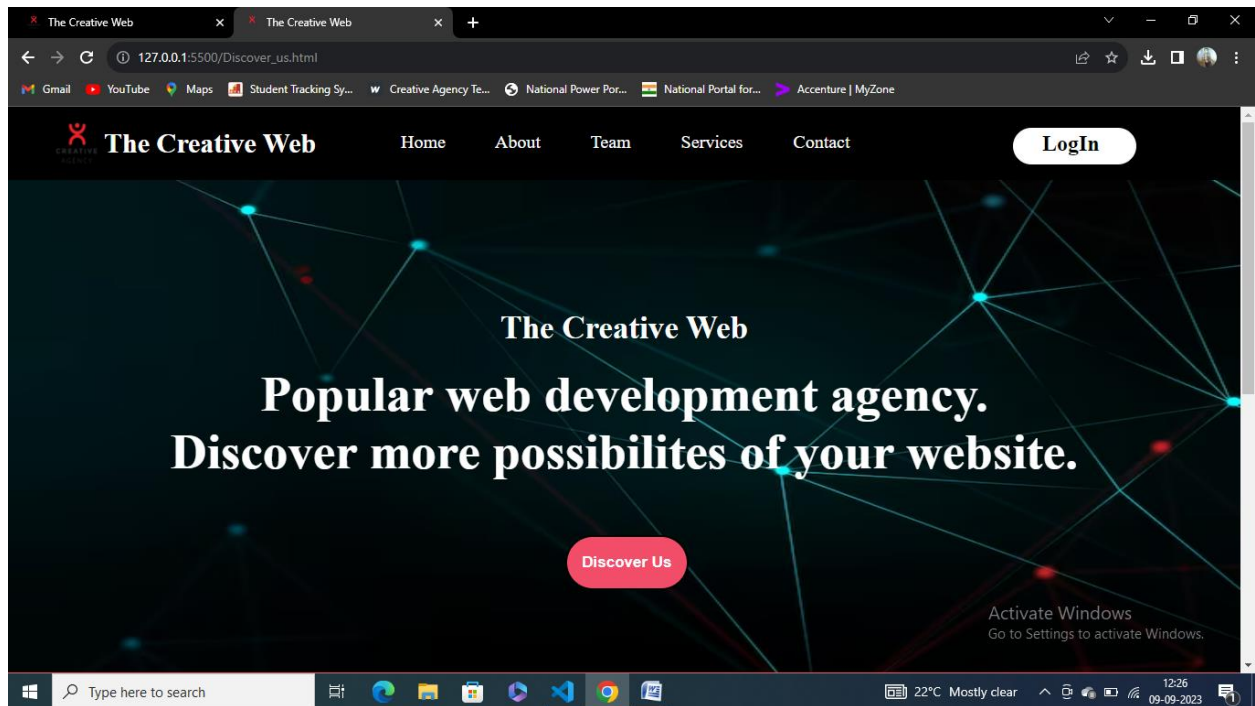 The Creative Web
The Creative Web
127.0.0.1:5500/Discover_us.html
Gmail YouTube Maps Student Tracking Sy... Creative Agency Te... National Power Por... National Portal for... Accenture | MyZone
CREATIVE
AGENCY
The Creative Web Home About Team Services Contact LogIn
The Creative Web
Popular web development agency.
Discover more possibilites of your website.
Discover Us
Activate Windows
Go to Settings to activate Windows.
Type here to search 22°C Mostly clear 12:26
09-09-2023
1